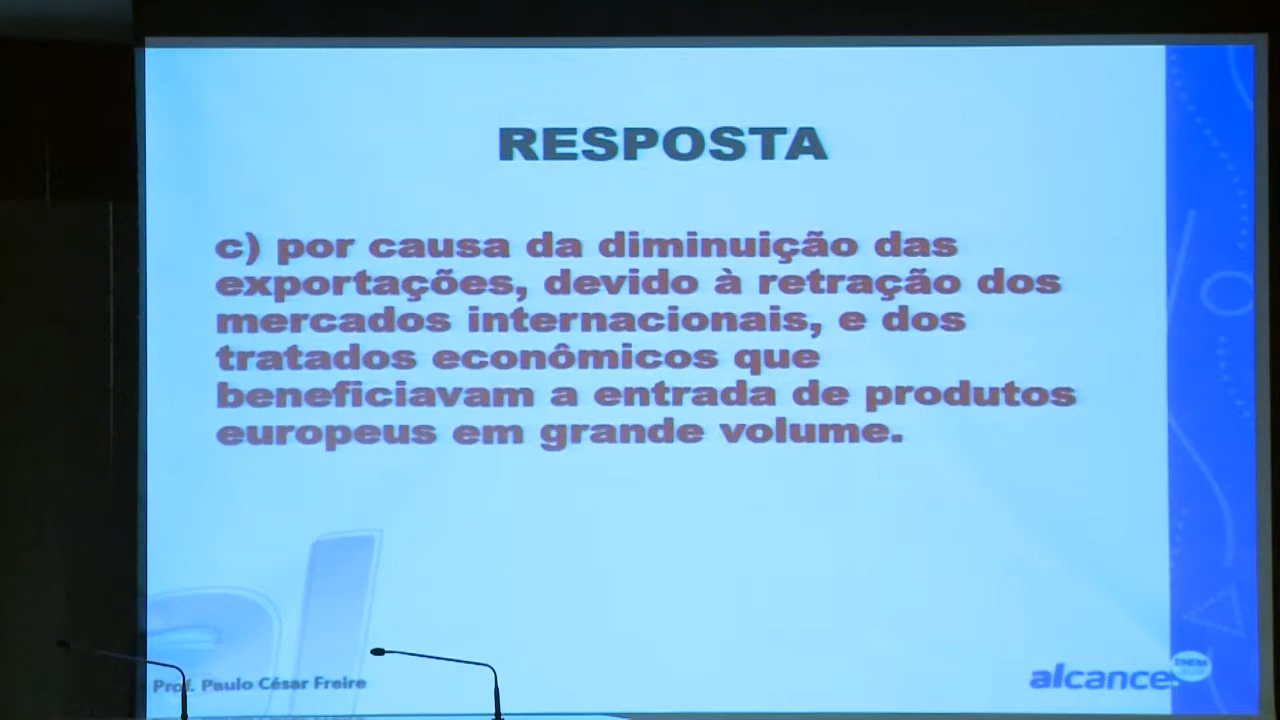 RESPOSTA
c) por causa da diminuição das
exportações, devido à retração dos
mercados internacionais, e dos
tratados econômicos que
beneficiavam a entrada de produtos
europeus em grande volume.
Prof. Paulo César Freire
alcance
ENEM